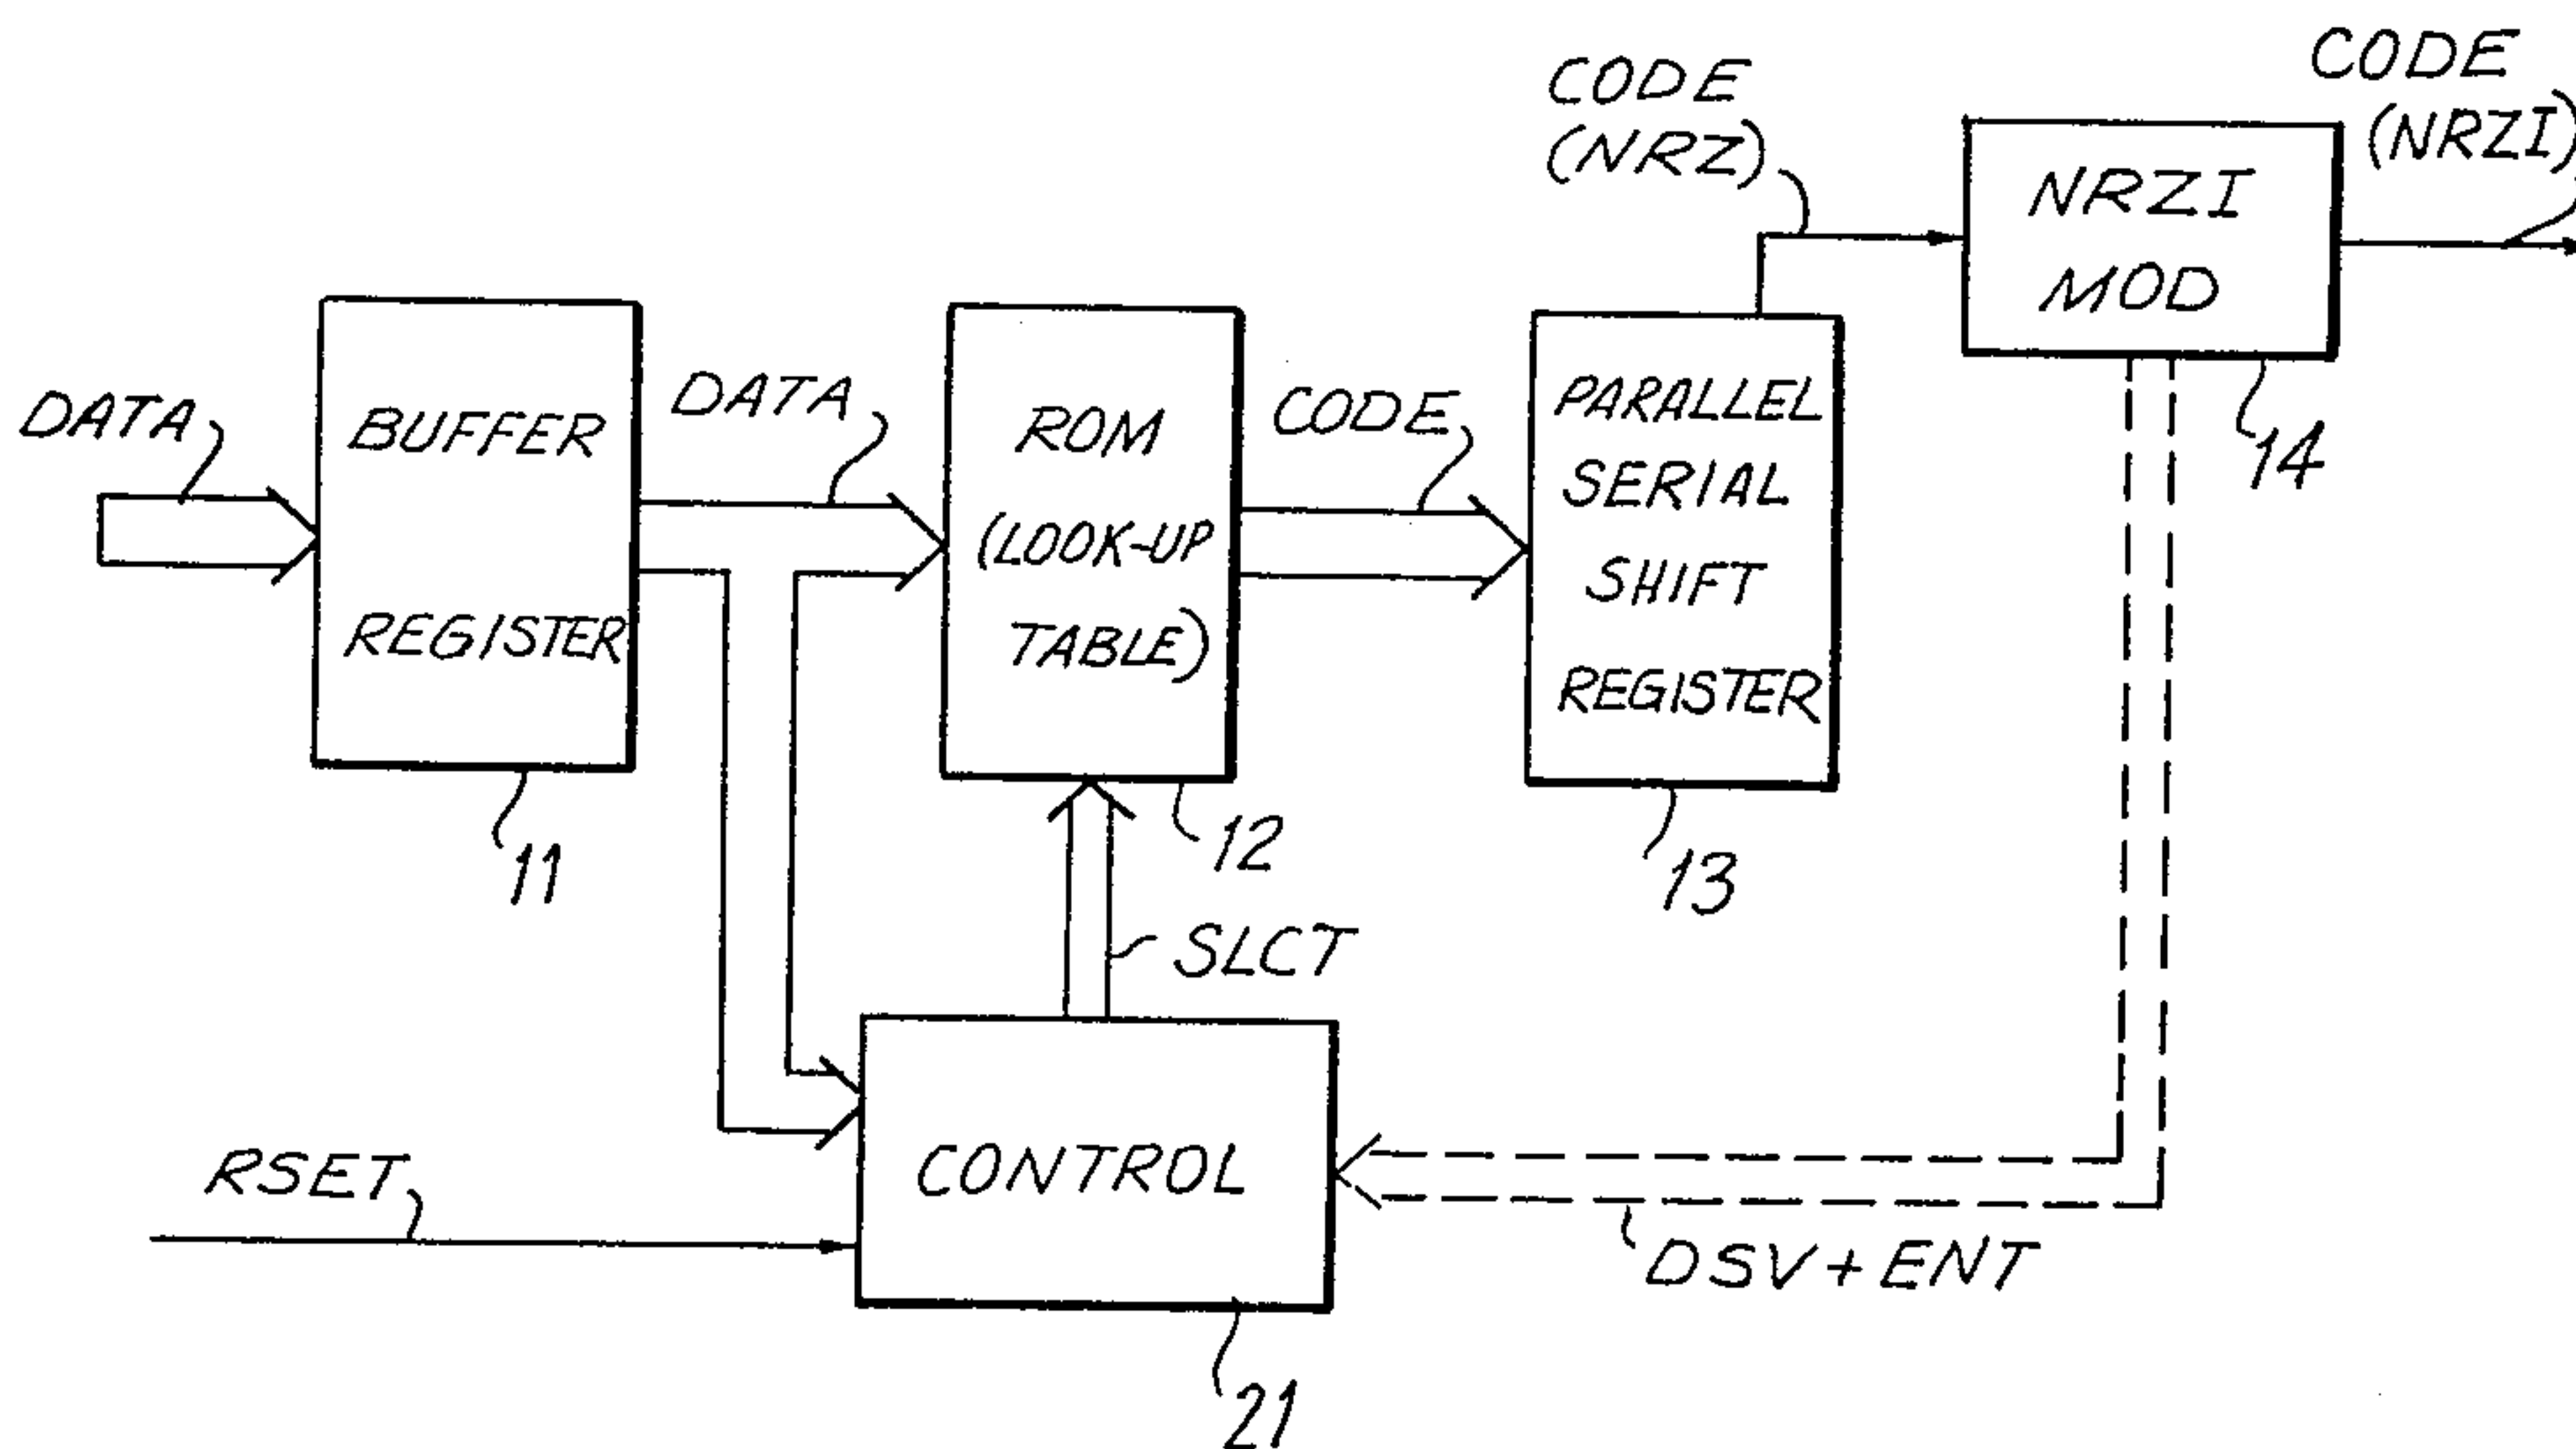 CODE
(NRZI)
CODE
(NRZ)
NRZI
MOD
14
DATA
BUFFER
REGISTER
11
DATA
ROM
(LOOK-UP
TABLE)
12
CODE
PARALLEL
SERIAL
SHIFT
REGISTER
13
SLCT
RSET
CONTROL
21
DSV+ENT